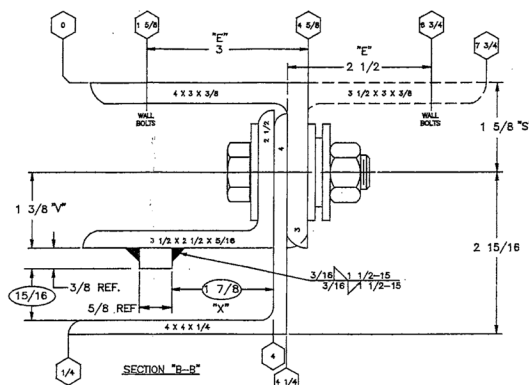 0
1 5/8
4 5/8
6 3/4
7 3/4
"E"
3
"E"
2 1/2
4 X 3 X 3/8
3 1/2 X 3 X 3/8
WALL
BOLTS
WALL
BOLTS
2 1/2
4
1 5/8 "S"
1 3/8 "V"
3
3 1/2 X 2 1/2 X 5/16
2 15/16
3/8 REF.
15/16
5/8 REF
1 7/8
"X"
3/16 1 1/2-15
3/16 1 1/2-15
4 X 4 X 1/4
1/4
SECTION "B-B"
4
4 1/4